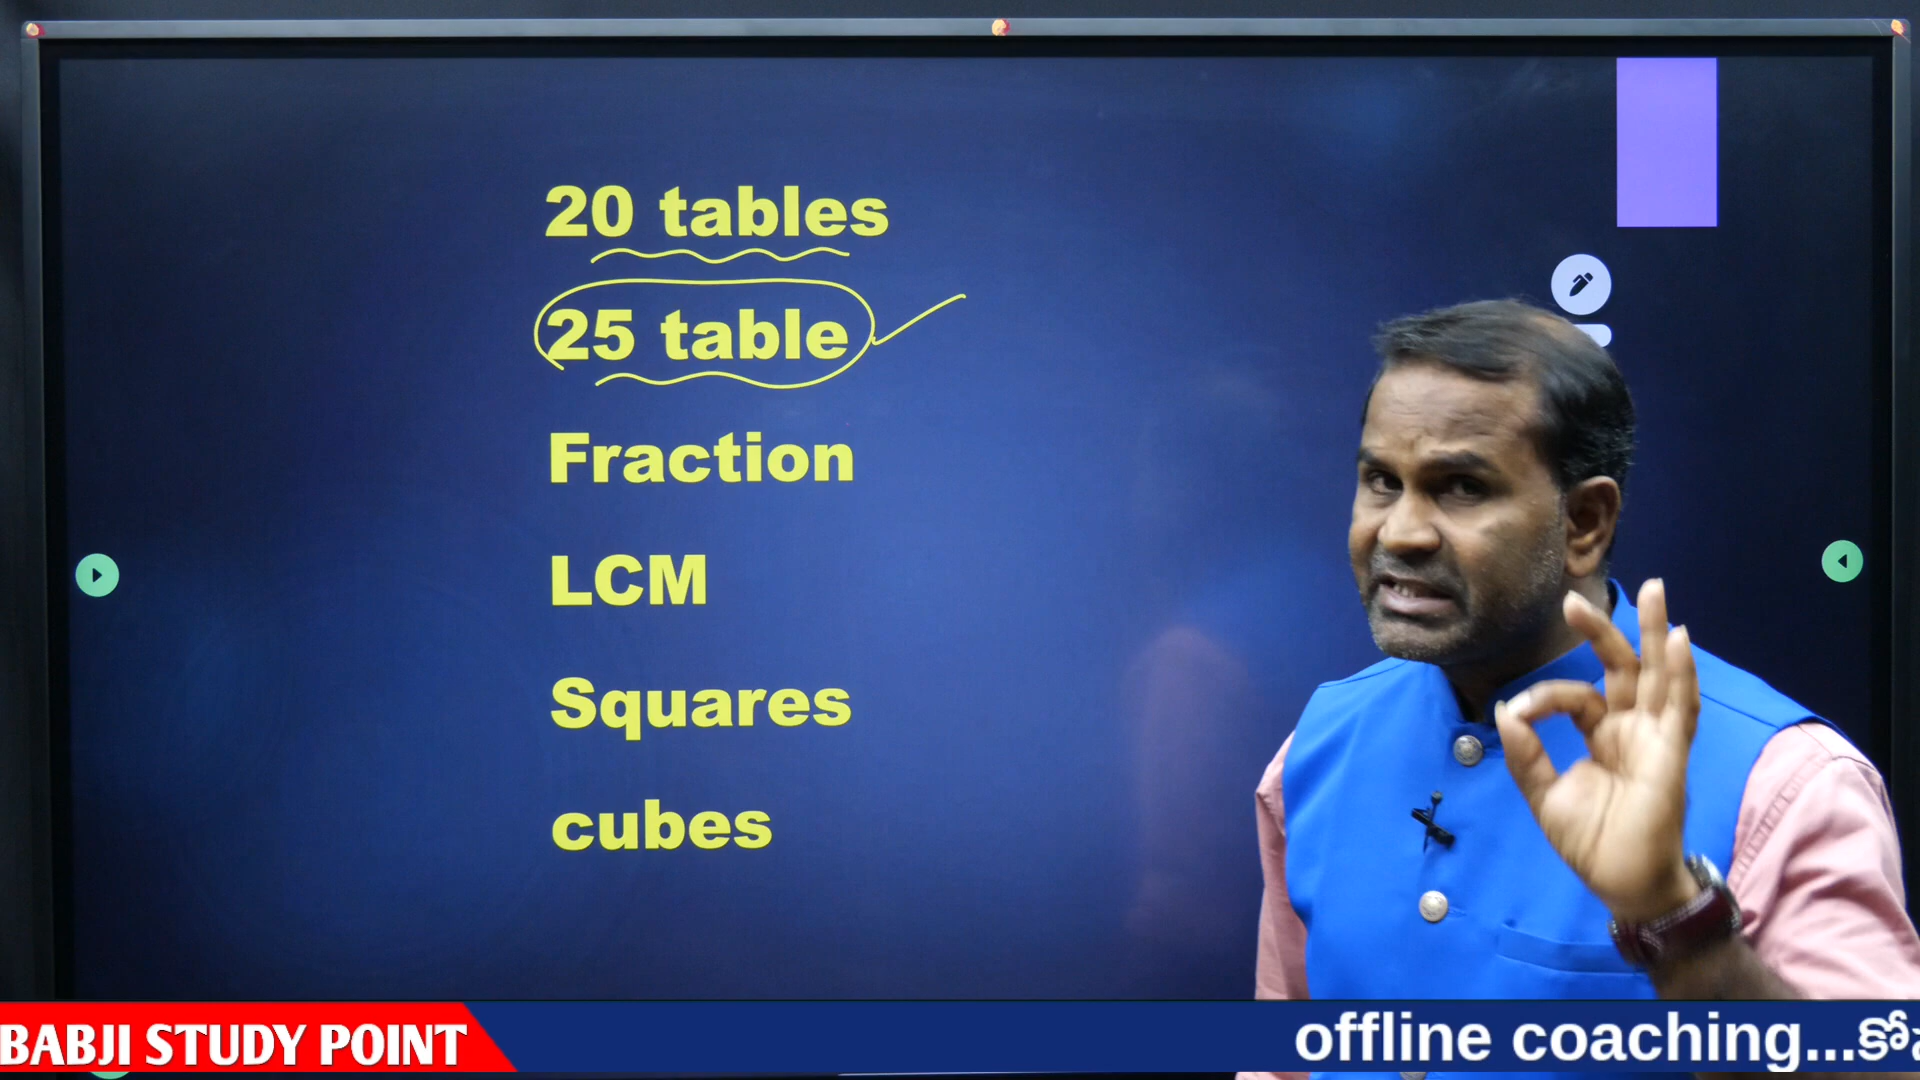 20 tables
25 table
Fraction
LCM
Squares
cubes
BABJI STUDY POINT
offline coaching...